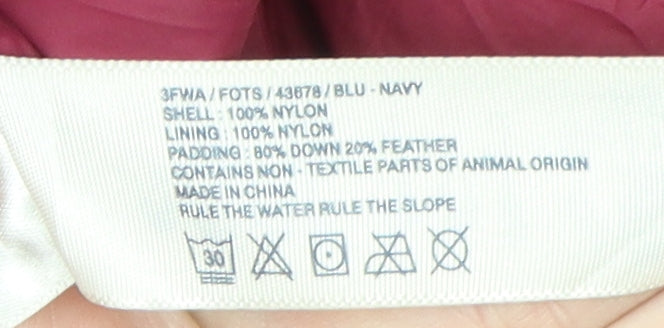 3FWA / FOTS / 43678 / BLU - NAVY
SHELL : 100% NYLON
LINING : 100% NYLON
PADDING : 80% DOWN 20% FEATHER
CONTAINS NON - TEXTILE PARTS OF ANIMAL ORIGIN
MADE IN CHINA
RULE THE WATER RULE THE SLOPE
30